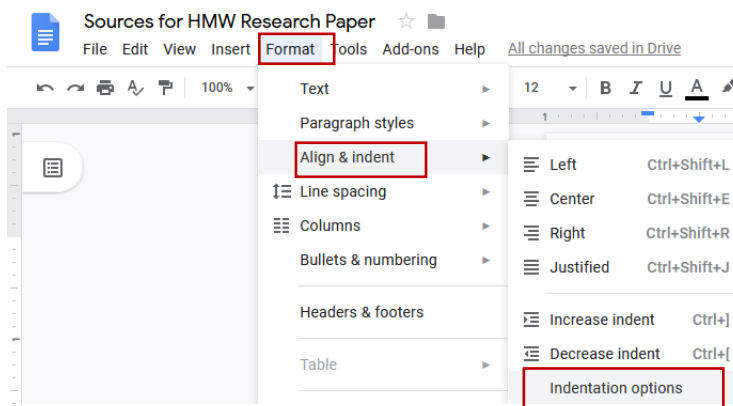 Sources for HMW Research Paper
File Edit View Insert Format Tools Add-ons Help All changes saved in Drive
100% 12 B I U A
1
Text
Paragraph styles
Align & indent
Line spacing
Columns
Bullets & numbering
Headers & footers
Table
Left Ctrl+Shift+L
Center Ctrl+Shift+E
Right Ctrl+Shift+R
Justified Ctrl+Shift+J
Increase indent Ctrl+]
Decrease indent Ctrl+[
Indentation options